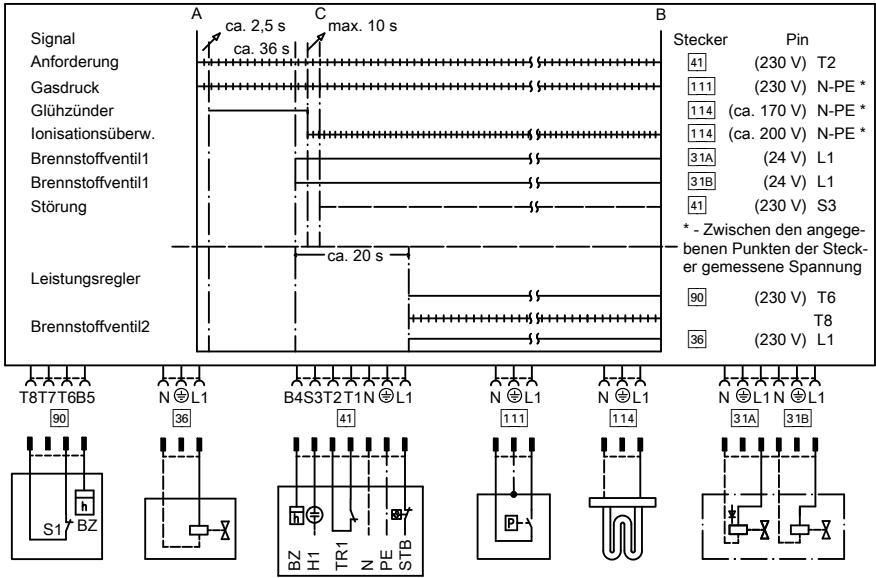 A C B
ca. 2,5 s max. 10 s
Signal ca. 36 s Stecker Pin
Anforderung 41 (230 V) T2
Gasdruck 111 (230 V) N-PE *
Glühzünder 114 (ca. 170 V) N-PE *
Ionisationsüberw. 114 (ca. 200 V) N-PE *
Brennstoffventil1 31A (24 V) L1
Brennstoffventil1 31B (24 V) L1
Störung 41 (230 V) S3
* - Zwischen den angege-
benen Punkten der Steck-
er gemessene Spannung
ca. 20 s
Leistungsregler
90 (230 V) T6
T8
Brennstoffventil2
36 (230 V) L1
T8T7T6B5 N L1 B4S3T2T1N L1 N L1 N L1 N L1 N L1
90 36 41 111 114 31A 31B
h
S1 BZ
h
P
BZ H1 TR1 N PE STB